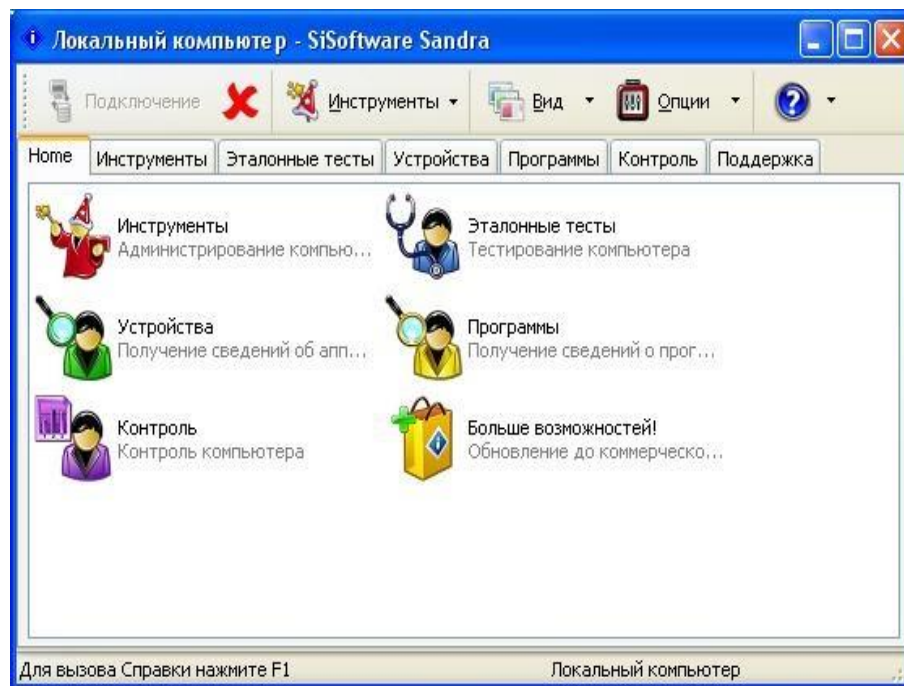 Локальный компьютер - SiSoftware Sandra
Подключение Инструменты Вид Опции
Home Инструменты Эталонные тесты Устройства Программы Контроль Поддержка
Инструменты
Администрирование компью...
Эталонные тесты
Тестирование компьютера
Устройства
Получение сведений об апп...
Программы
Получение сведений о прог...
Контроль
Контроль компьютера
Больше возможностей!
Обновление до коммерческо...
Для вызова Справки нажмите F1 Локальный компьютер